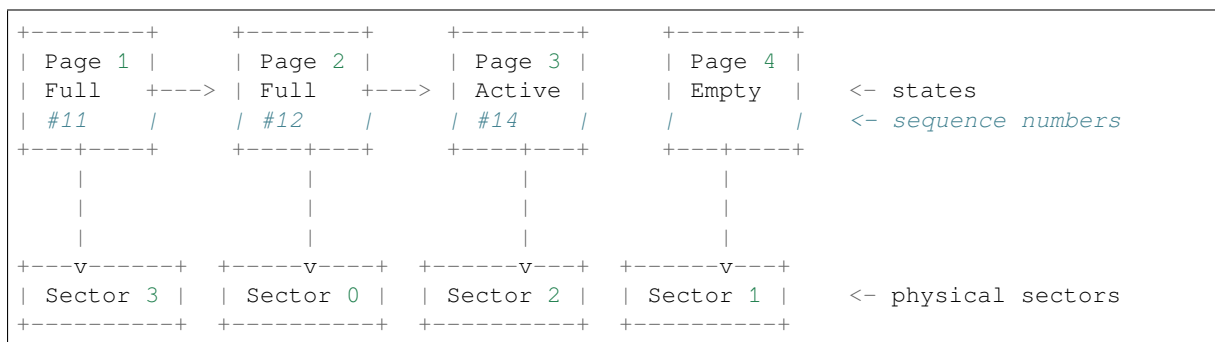 +--------+     +--------+     +--------+     +--------+
| Page 1 |     | Page 2 |     | Page 3 |     | Page 4 |
| Full   +---> | Full   +---> | Active |     | Empty  |   <- states
| #11    |     | #12    |     | #14    |     |        |   <- sequence numbers
+---+----+     +----+---+     +----+---+     +---+----+
    |               |              |             |
    |               |              |             |
    |               |              |             |
+---v------+  +-----v----+  +------v---+  +------v---+
| Sector 3 |  | Sector 0 |  | Sector 2 |  | Sector 1 |   <- physical sectors
+----------+  +----------+  +----------+  +----------+